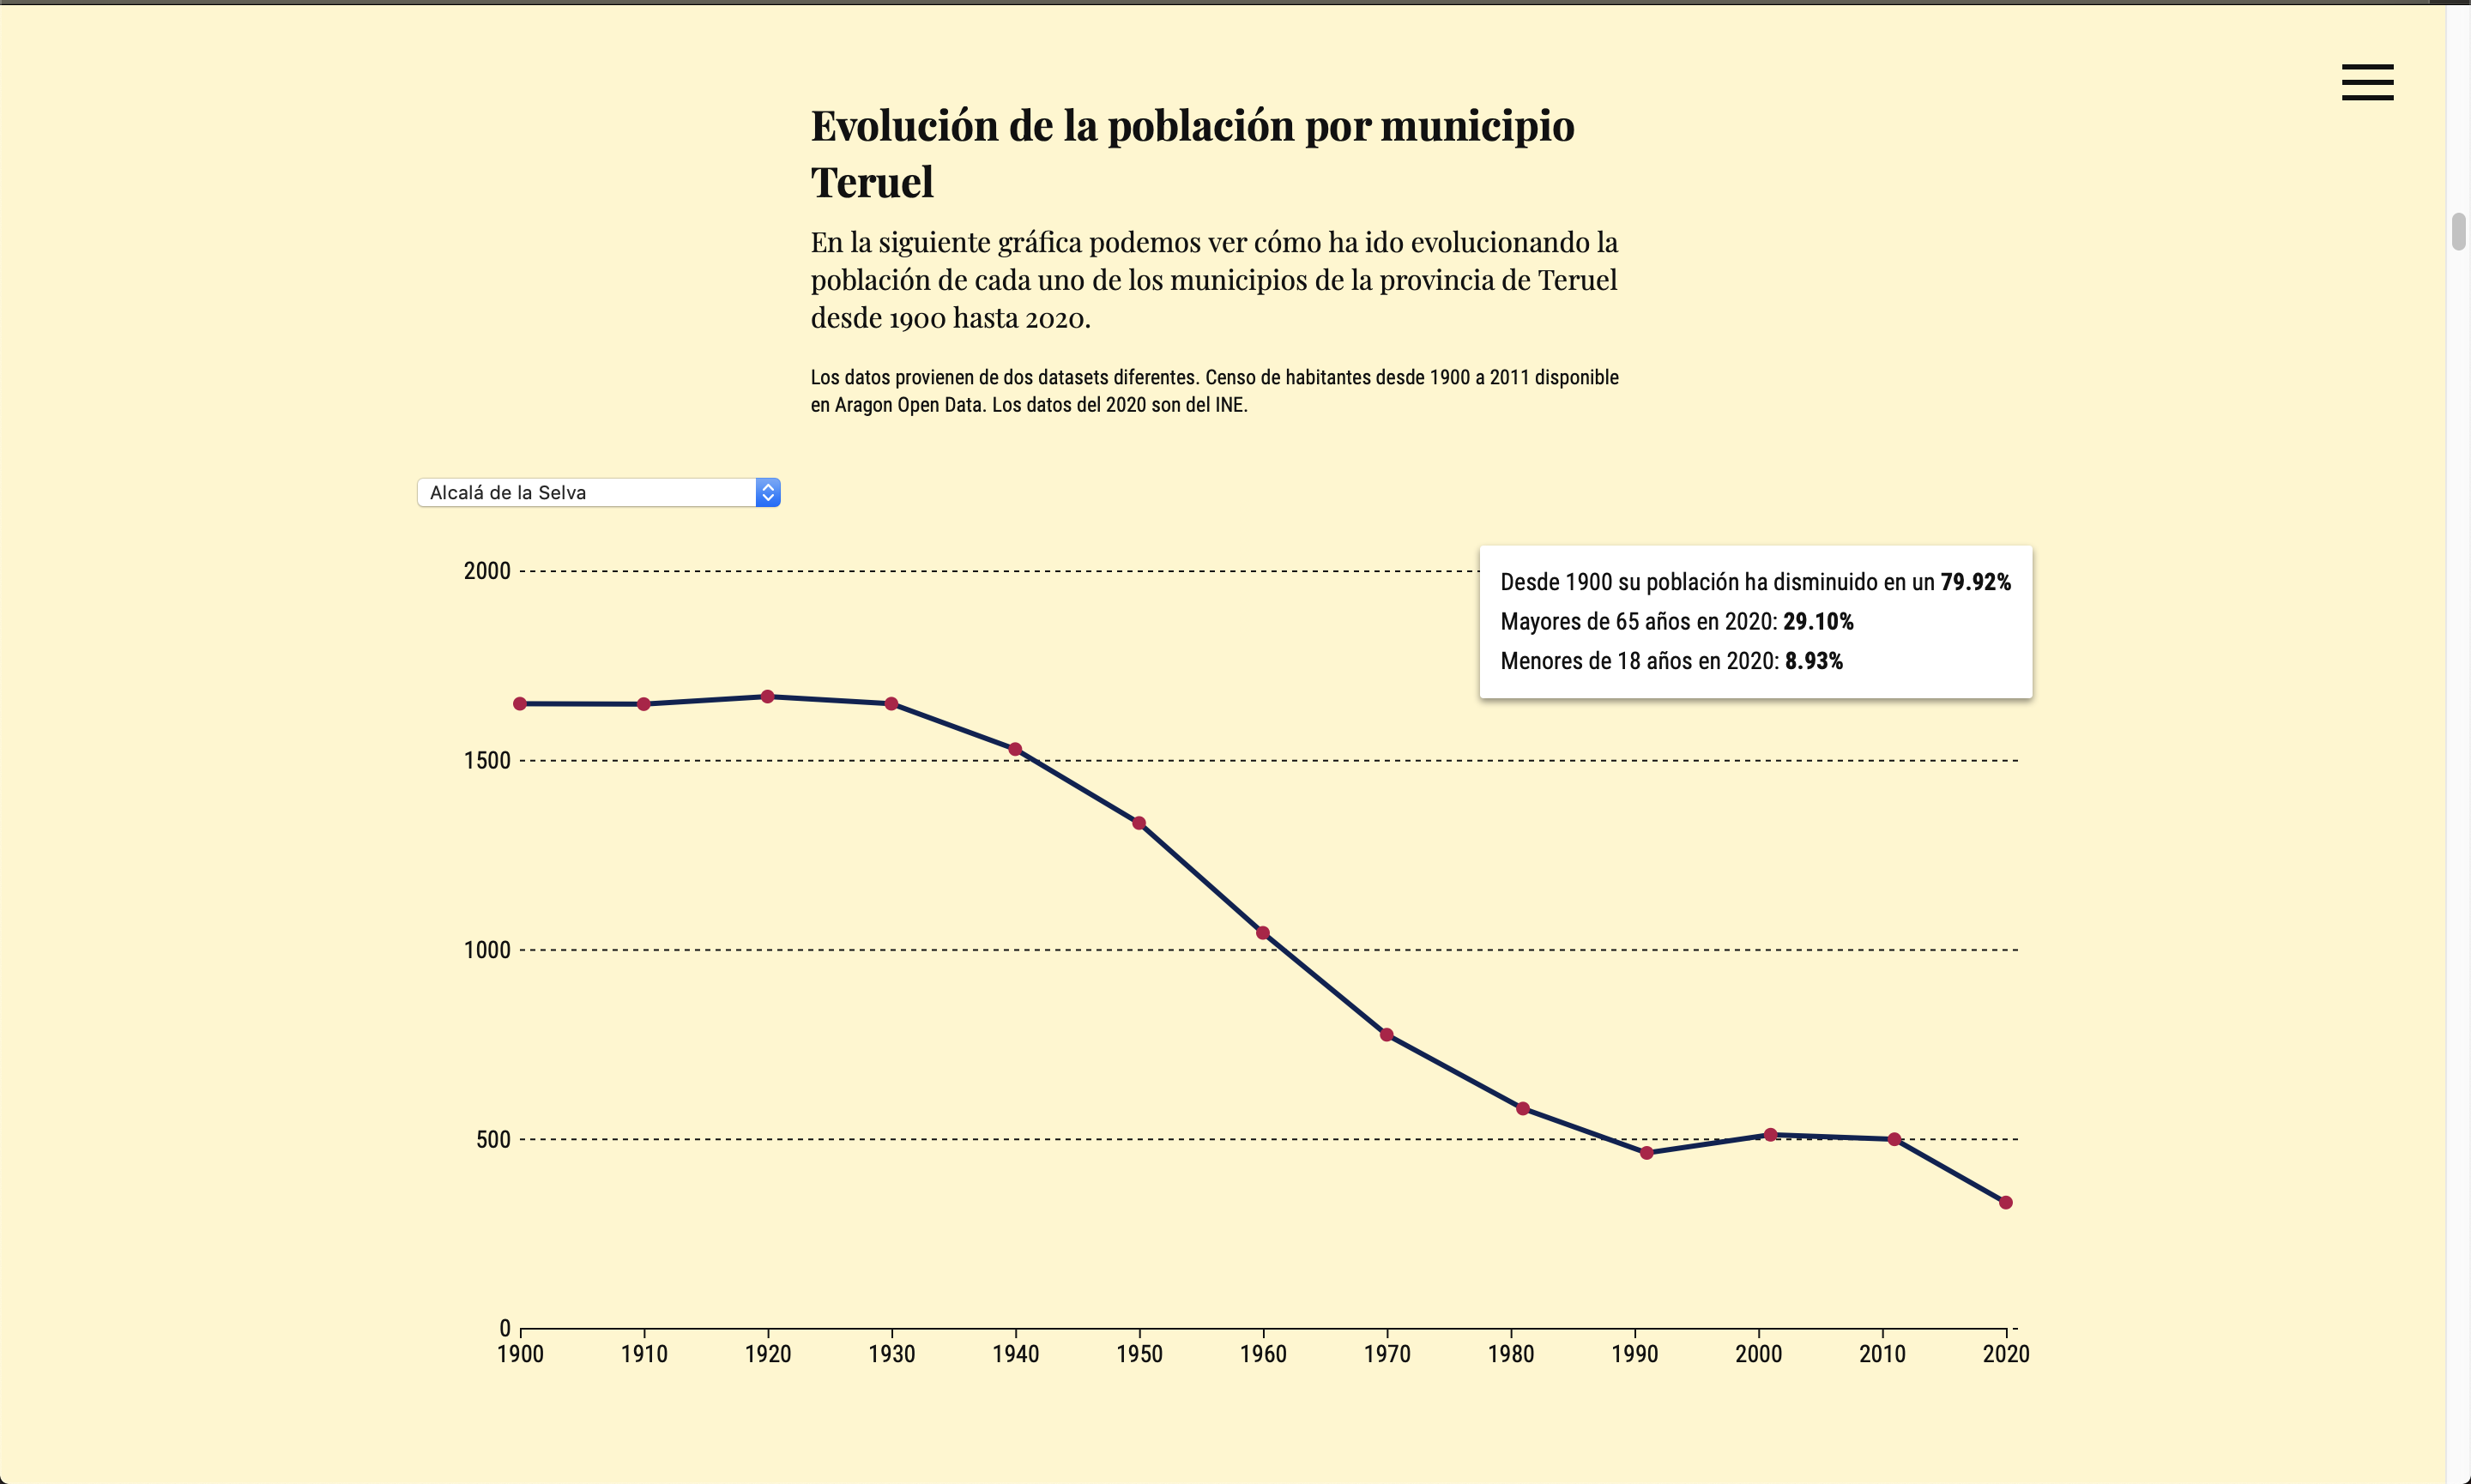 Evolución de la población por municipio
Teruel
En la siguiente gráfica podemos ver cómo ha ido evolucionando la
población de cada uno de los municipios de la provincia de Teruel
desde 1900 hasta 2020.
Los datos provienen de dos datasets diferentes. Censo de habitantes desde 1900 a 2011 disponible
en Aragon Open Data. Los datos del 2020 son del INE.
Alcalá de la Selva
Desde 1900 su población ha disminuido en un 79.92%
Mayores de 65 años en 2020: 29.10%
Menores de 18 años en 2020: 8.93%
2000
1500
1000
500
0
1900 1910 1920 1930 1940 1950 1960 1970 1980 1990 2000 2010 2020